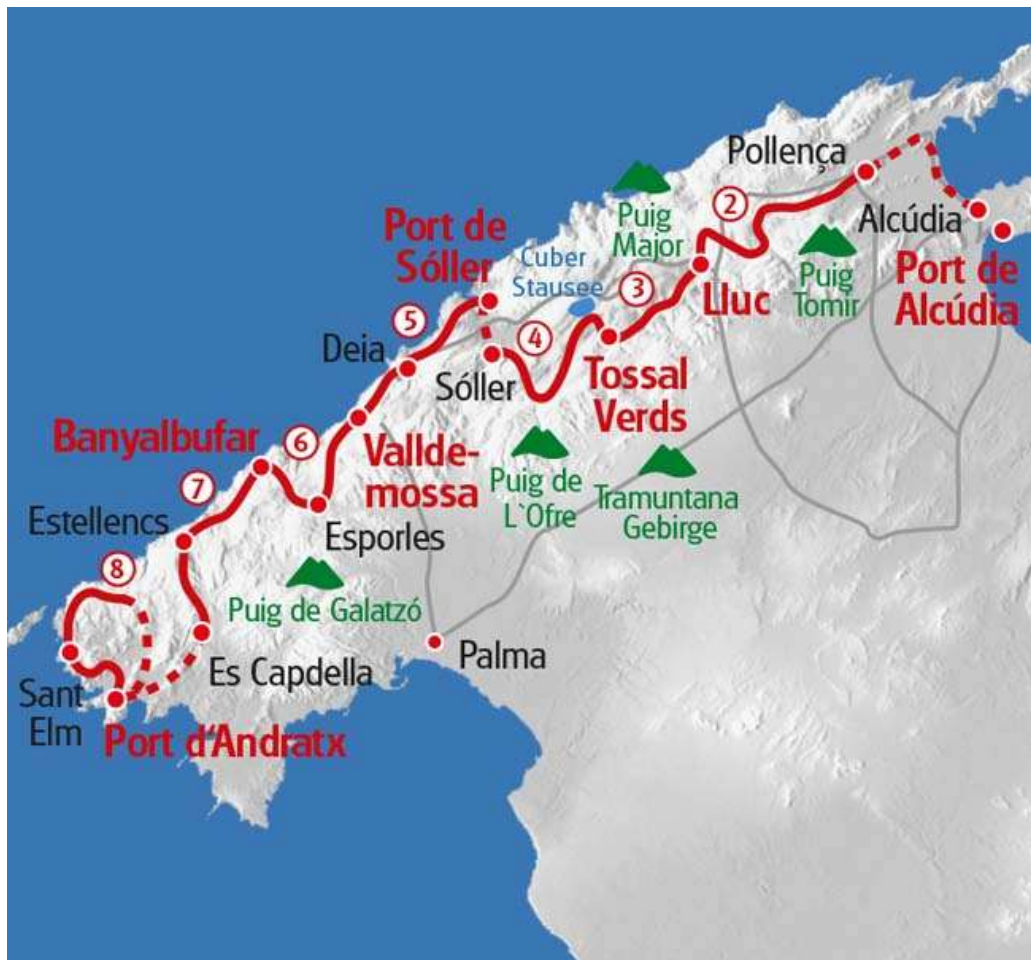 Pollença
Puig
Major
②
Alcúdia
Port de
Alcúdia
Puig
Tomir
Port de
Sóller
Cuber
Stausee
③
Lluc
⑤
④
Deia
Sóller
Tossal
Verds
Banyalbufar
⑥
Vallde-
mossa
Puig de
L`Ofre
Tramuntana
Gebirge
⑦
Estellencs
Esporles
⑧
Puig de Galatzó
Es Capdella
Palma
Sant
Elm
Port d‘Andratx